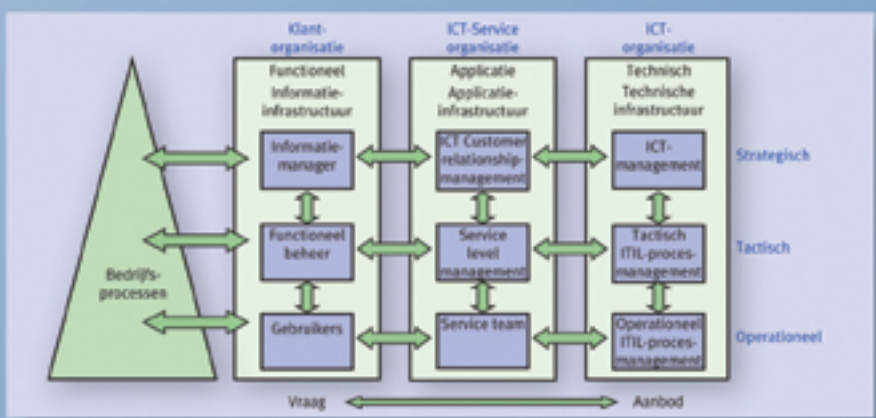 Klant-
organisatie
ICT-Service
organisatie
ICT-
organisatie
Functioneel
Informatie-
infrastructuur
Applicatie
Applicatie-
infrastructuur
Technisch
Technische
infrastructuur
Informatie-
manager
ICT Customer
relationship-
management
ICT-
management
Strategisch
Functioneel
beheer
Service
level
management
Tactisch
ITIL-proces-
management
Tactisch
Bedrijfs-
processen
Gebruikers
Service team
Operationeel
ITIL-proces-
management
Operationeel
Vraag
Aanbod